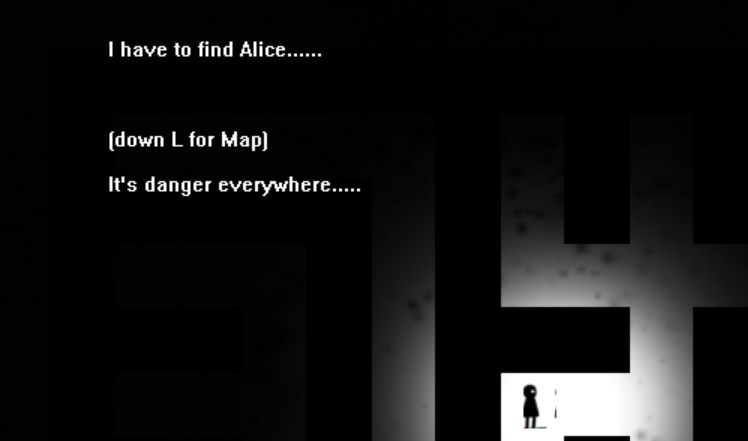 I have to find Alice......
(down L for Map)
It's danger everywhere.....